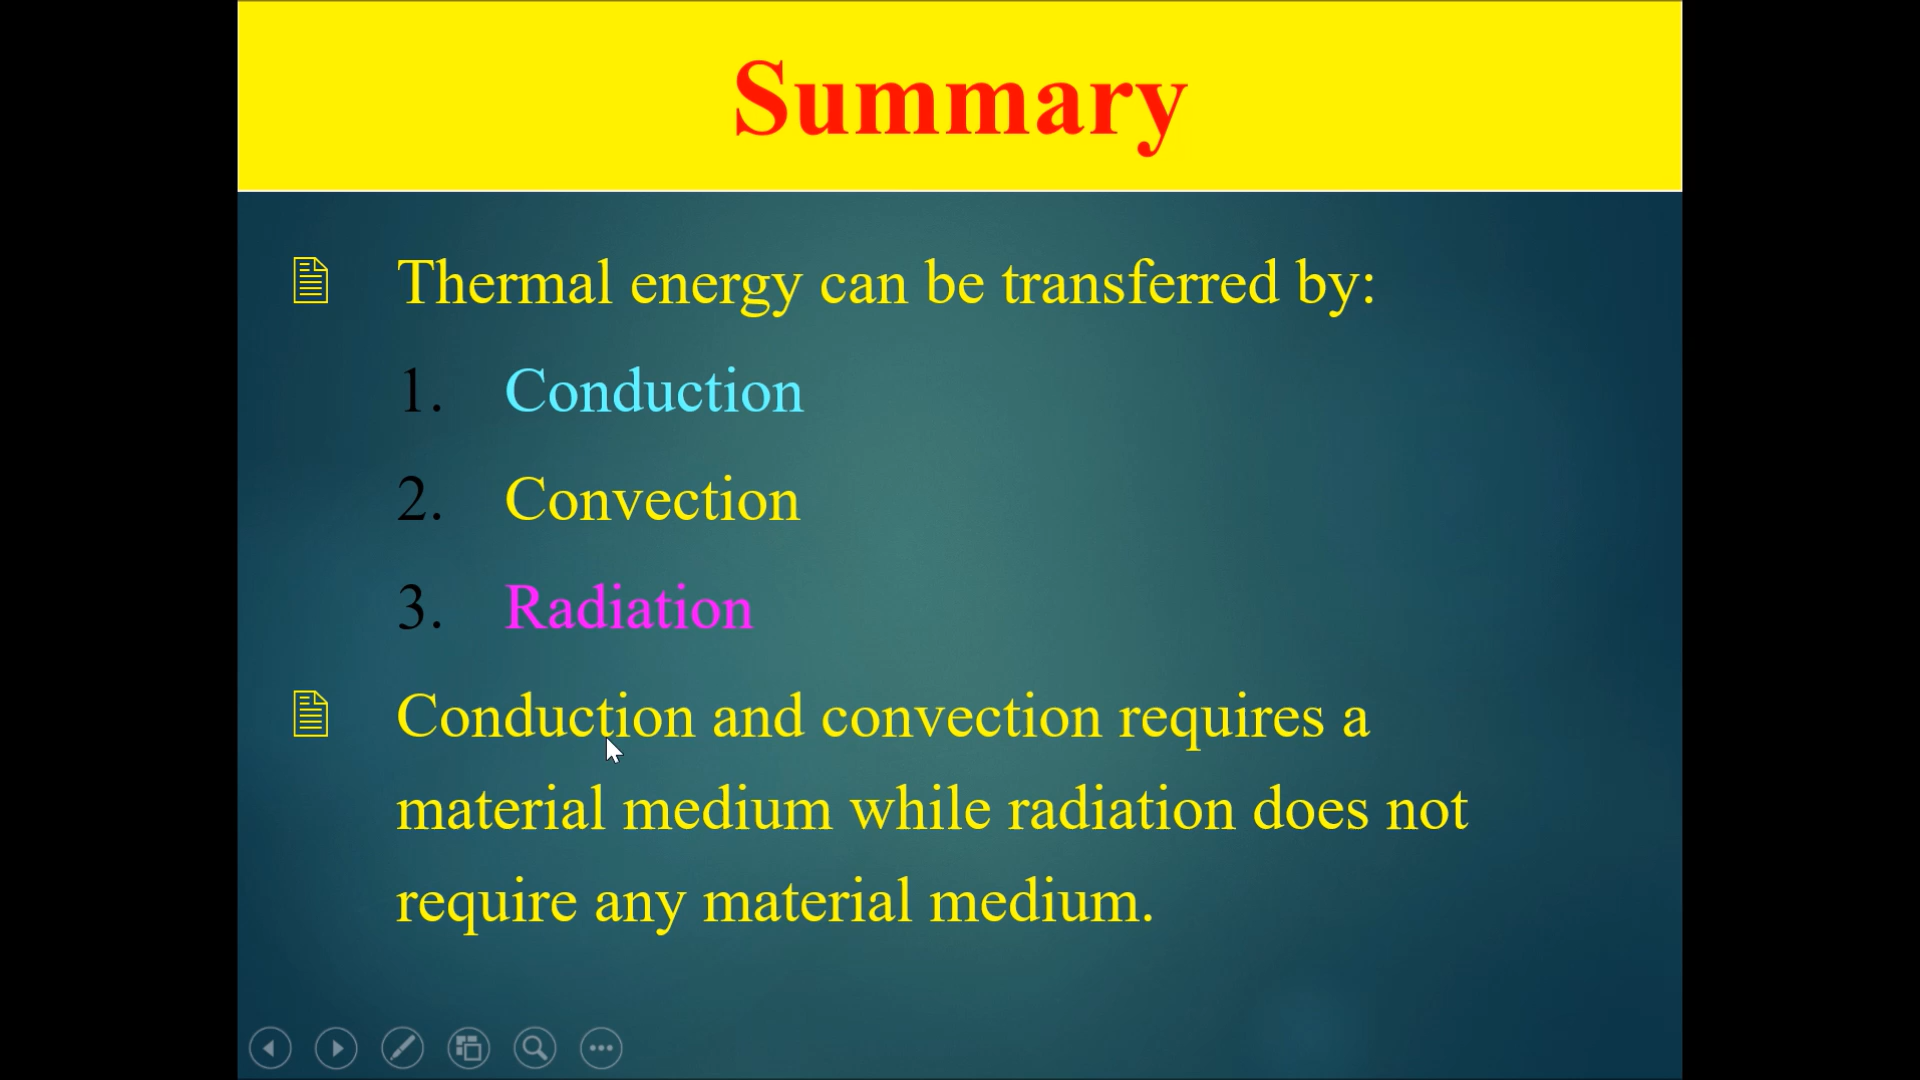 Summary
Thermal energy can be transferred by:
1. Conduction
2. Convection
3. Radiation
Conduction and convection requires a
material medium while radiation does not
require any material medium.